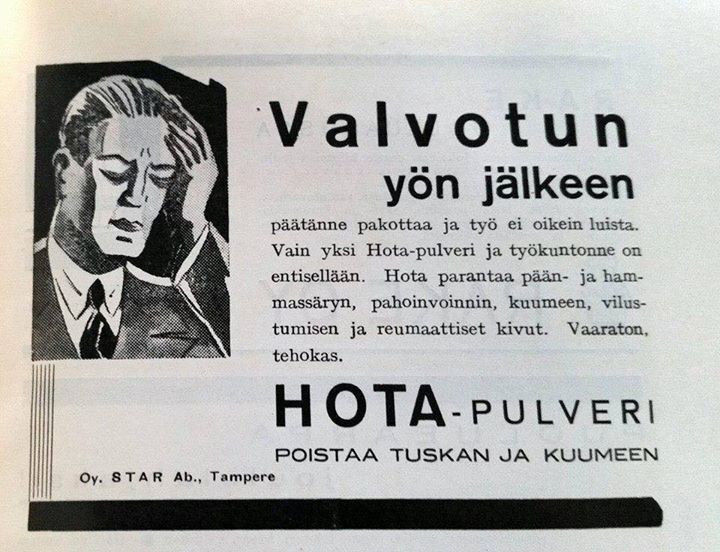 Valvotun
yön jälkeen
päätänne pakottaa ja työ ei oikein luista.
Vain yksi Hota-pulveri ja työkuntonne on
entisellään. Hota parantaa pään- ja ham-
massäryn, pahoinvoinnin, kuumeen, vilus-
tumisen ja reumaattiset kivut. Vaaraton,
tehokas.
HOTA-PULVERI
POISTAA TUSKAN JA KUUMEEN
Oy. STAR Ab., Tampere